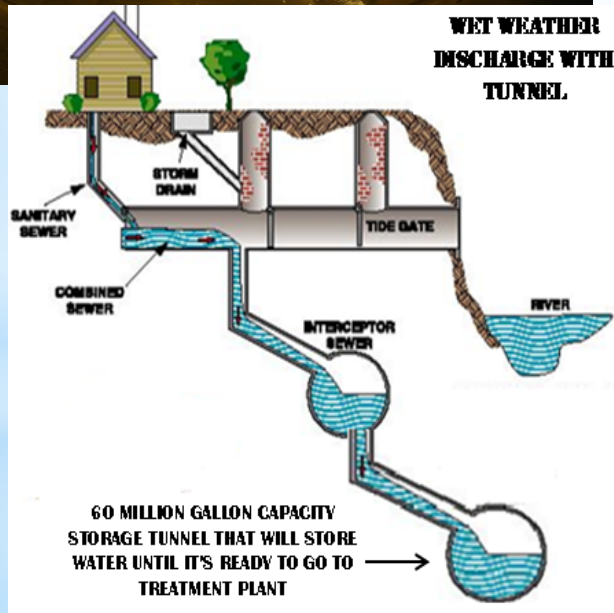 WET WEATHER
DISCHARGE WITH
TUNNEL
STORM
DRAIN
SANITARY
SEWER
TIDE GATE
COMBINED
SEWER
RIVER
INTERCEPTOR
SEWER
60 MILLION GALLON CAPACITY
STORAGE TUNNEL THAT WILL STORE
WATER UNTIL IT'S READY TO GO TO
TREATMENT PLANT